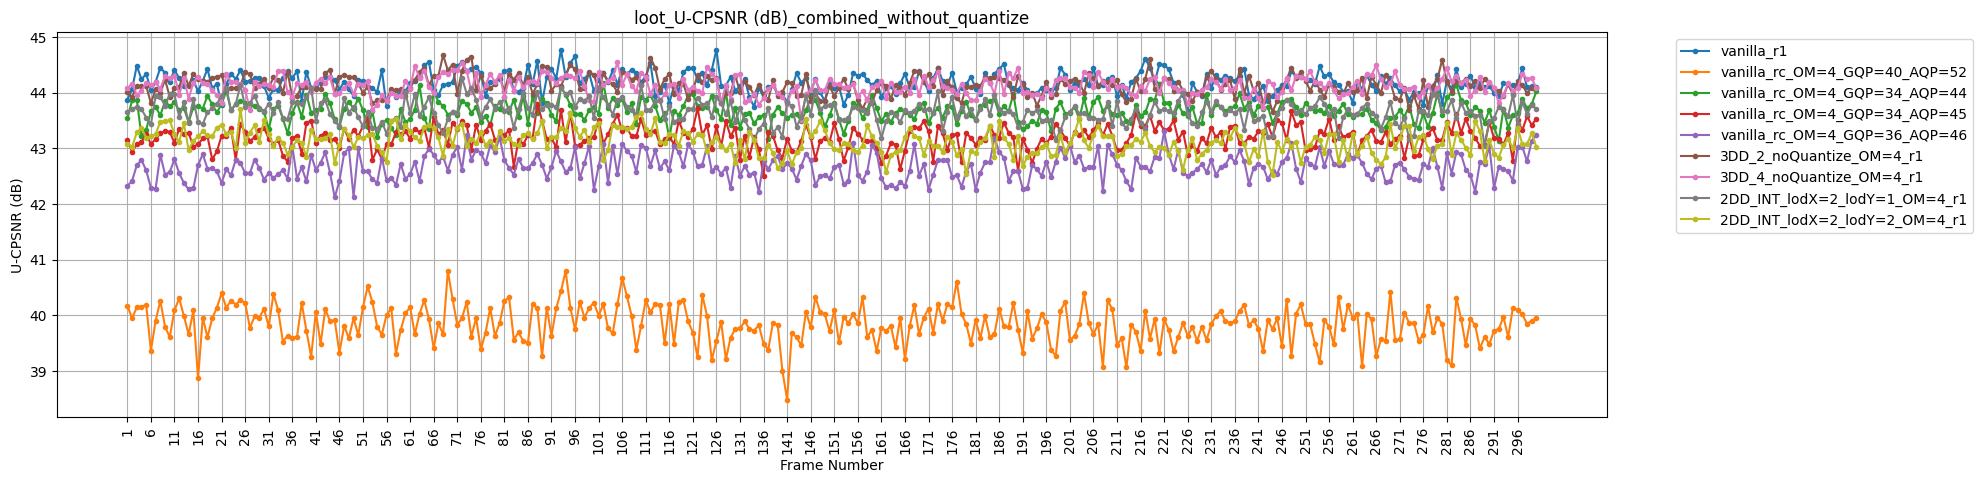 loot_U-CPSNR (dB)_combined_without_quantize
U-CPSNR (dB)
45
44
43
42
41
40
39
1 6 11 16 21 26 31 36 41 46 51 56 61 66 71 76 81 86 91 96 101 106 111 116 121 126 131 136 141 146 151 156 161 166 171 176 181 186 191 196 201 206 211 216 221 226 231 236 241 246 251 256 261 266 271 276 281 286 291 296
Frame Number
vanilla_r1
vanilla_rc_OM=4_GQP=40_AQP=52
vanilla_rc_OM=4_GQP=34_AQP=44
vanilla_rc_OM=4_GQP=34_AQP=45
vanilla_rc_OM=4_GQP=36_AQP=46
3DD_2_noQuantize_OM=4_r1
3DD_4_noQuantize_OM=4_r1
2DD_INT_lodX=2_lodY=1_OM=4_r1
2DD_INT_lodX=2_lodY=2_OM=4_r1